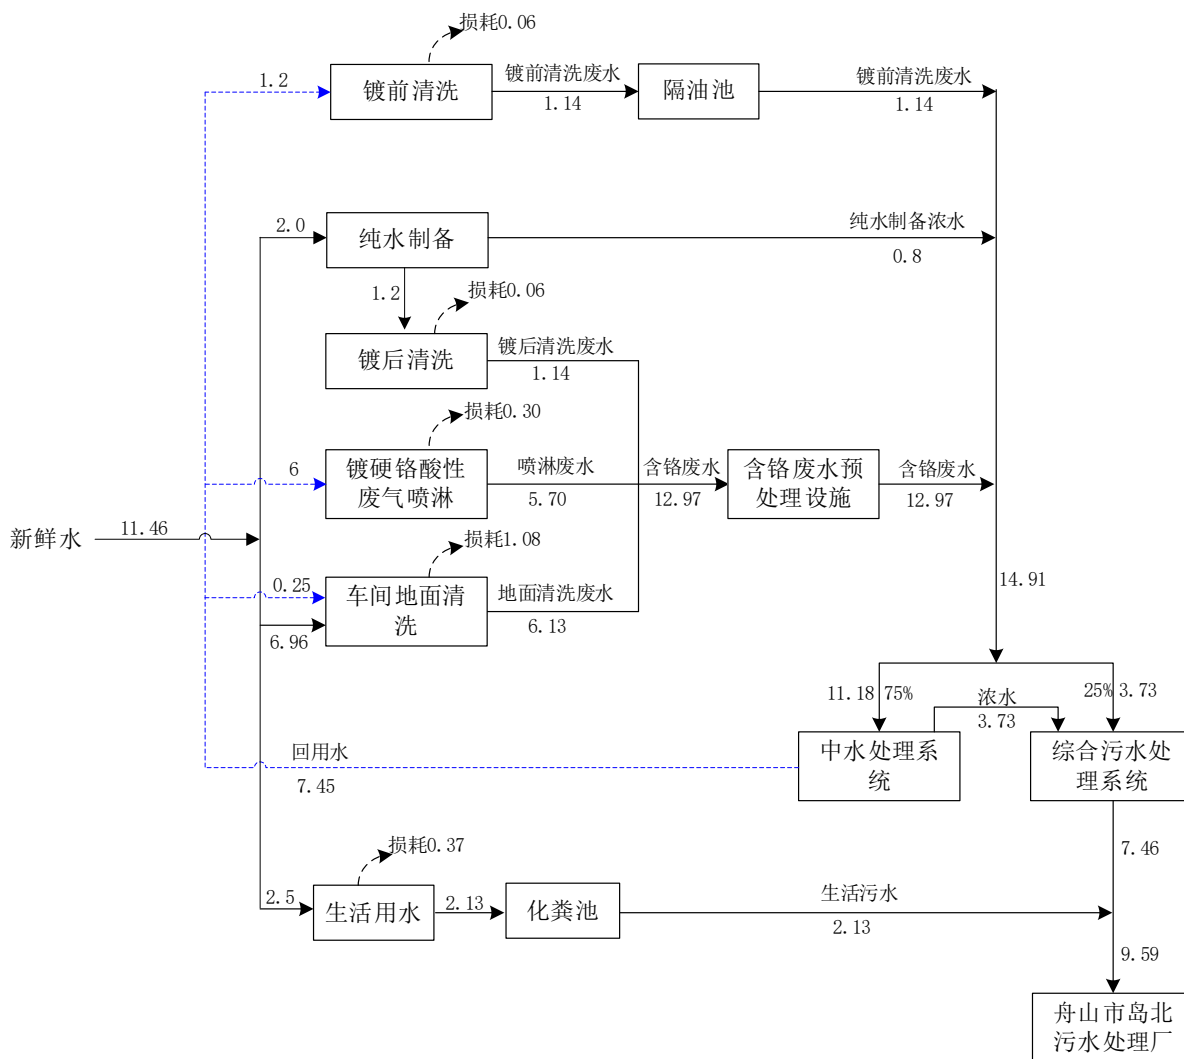 损耗0.06
1.2
镀前清洗
镀前清洗废水
1.14
隔油池
镀前清洗废水
1.14
2.0
纯水制备
纯水制备浓水
0.8
1.2
损耗0.06
镀后清洗
镀后清洗废水
1.14
损耗0.30
6
镀硬铬酸性
废气喷淋
喷淋废水
5.70
含铬废水
12.97
含铬废水预
处理设施
含铬废水
12.97
新鲜水
11.46
损耗1.08
0.25
车间地面清
洗
地面清洗废水
6.13
6.96
14.91
11.18
75%
浓水
3.73
25%
3.73
中水处理系
统
综合污水处
理系统
回用水
7.45
7.46
损耗0.37
2.5
生活用水
2.13
化粪池
生活污水
2.13
9.59
舟山市岛北
污水处理厂